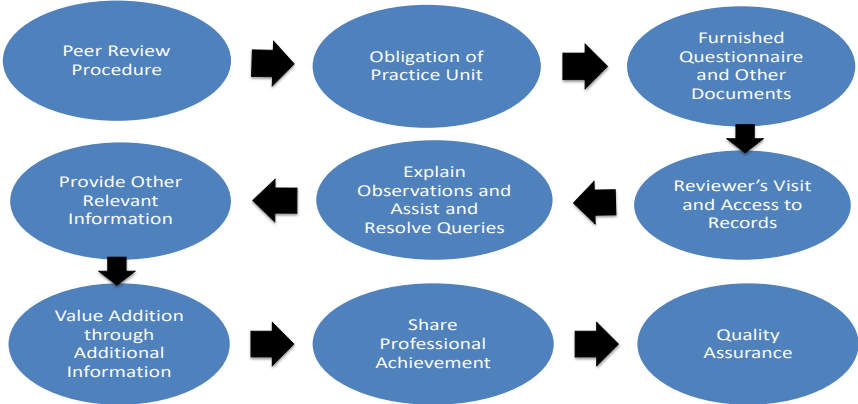 Peer Review
Procedure
Obligation of
Practice Unit
Furnished
Questionnaire
and Other
Documents
Reviewer's Visit
and Access to
Records
Explain
Observations and
Assist and
Resolve Queries
Provide Other
Relevant
Information
Value Addition
through
Additional
Information
Share
Professional
Achievement
Quality
Assurance